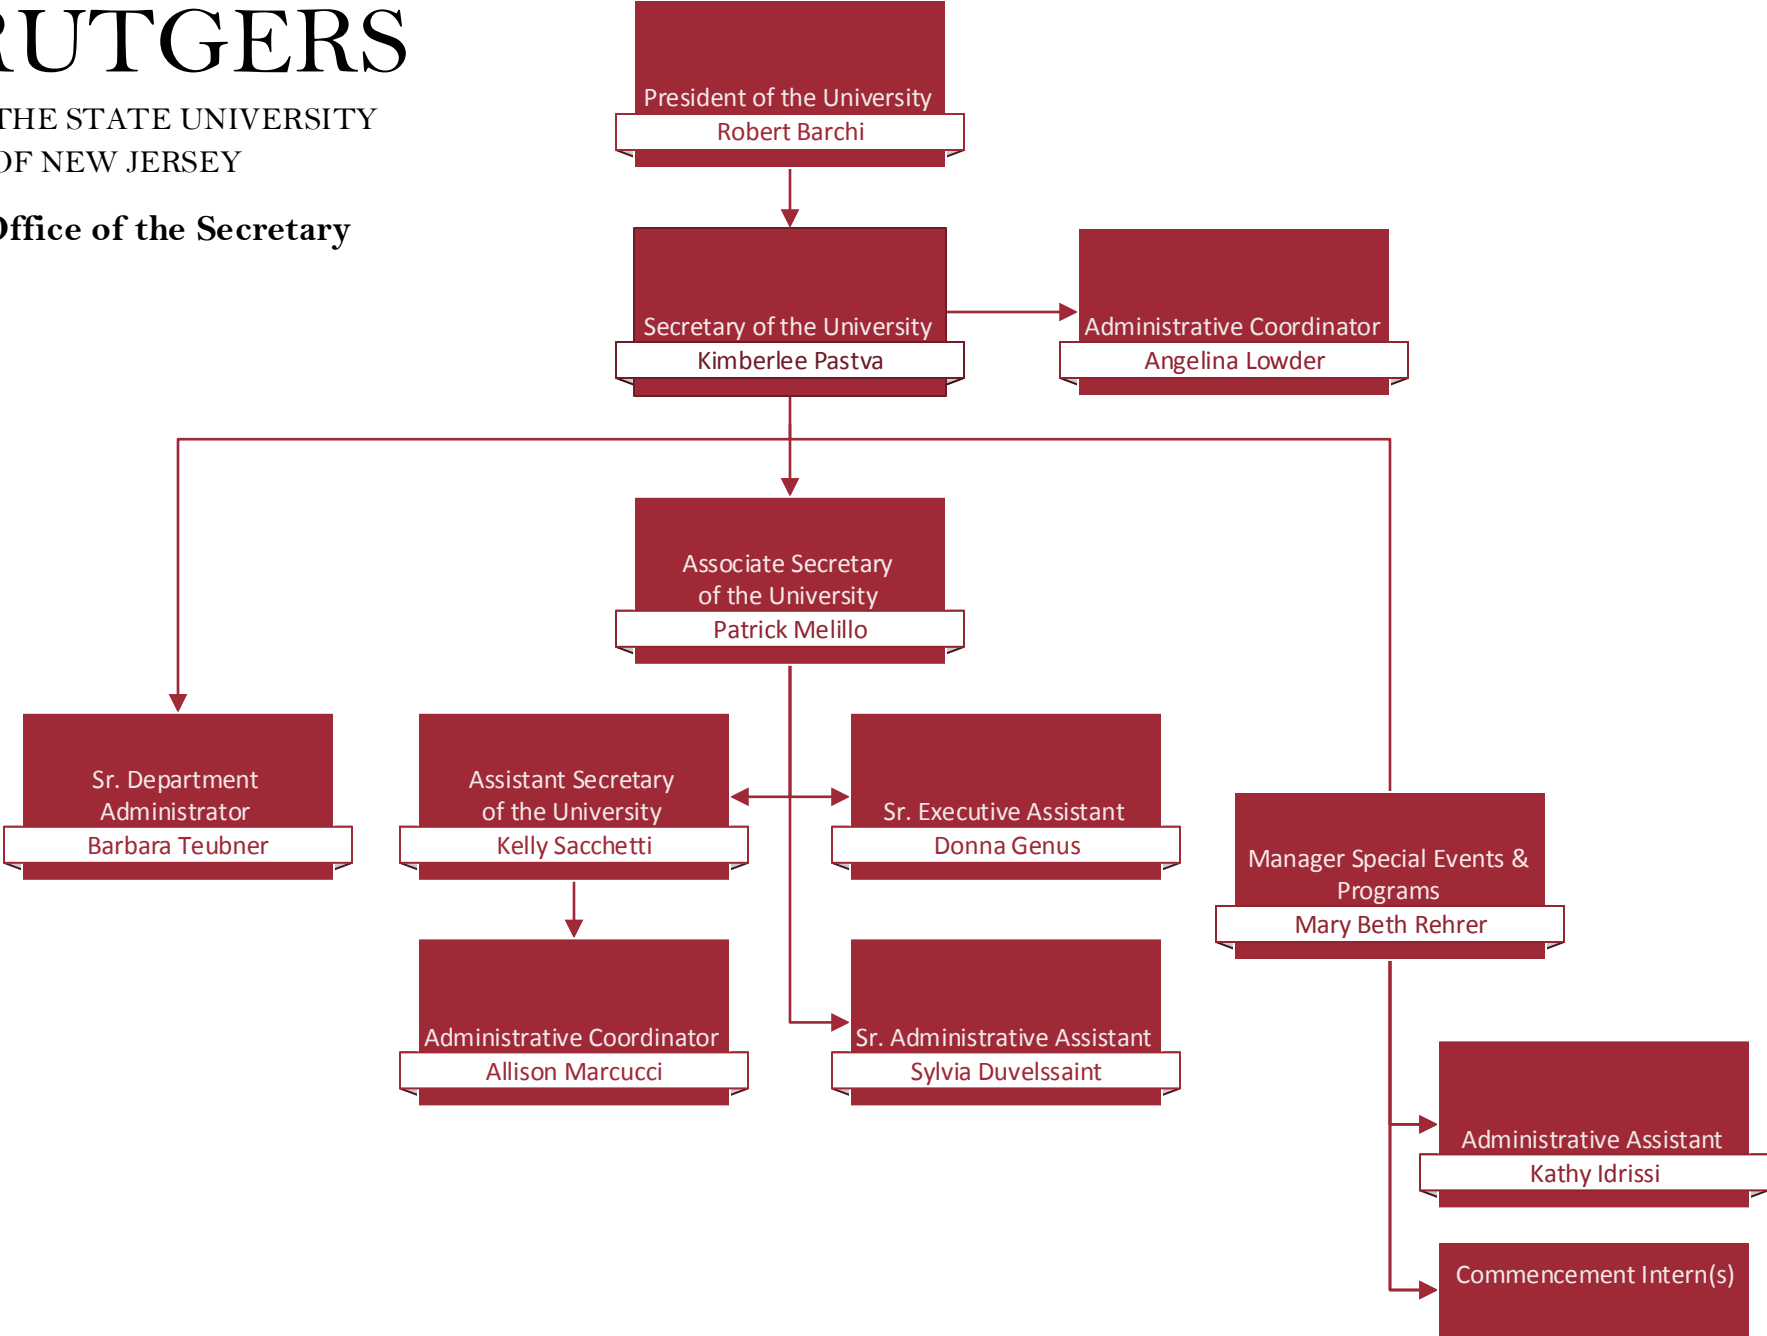 RUTGERS
THE STATE UNIVERSITY
OF NEW JERSEY
Office of the Secretary
President of the University
Robert Barchi
Secretary of the University
Kimberlee Pastva
Administrative Coordinator
Angelina Lowder
Associate Secretary
of the University
Patrick Melillo
Sr. Department
Administrator
Barbara Teubner
Assistant Secretary
of the University
Kelly Sacchetti
Sr. Executive Assistant
Donna Genus
Manager Special Events &
Programs
Mary Beth Rehrer
Administrative Coordinator
Allison Marcucci
Sr. Administrative Assistant
Sylvia Duvelssaint
Administrative Assistant
Kathy Idrissi
Commencement Intern(s)